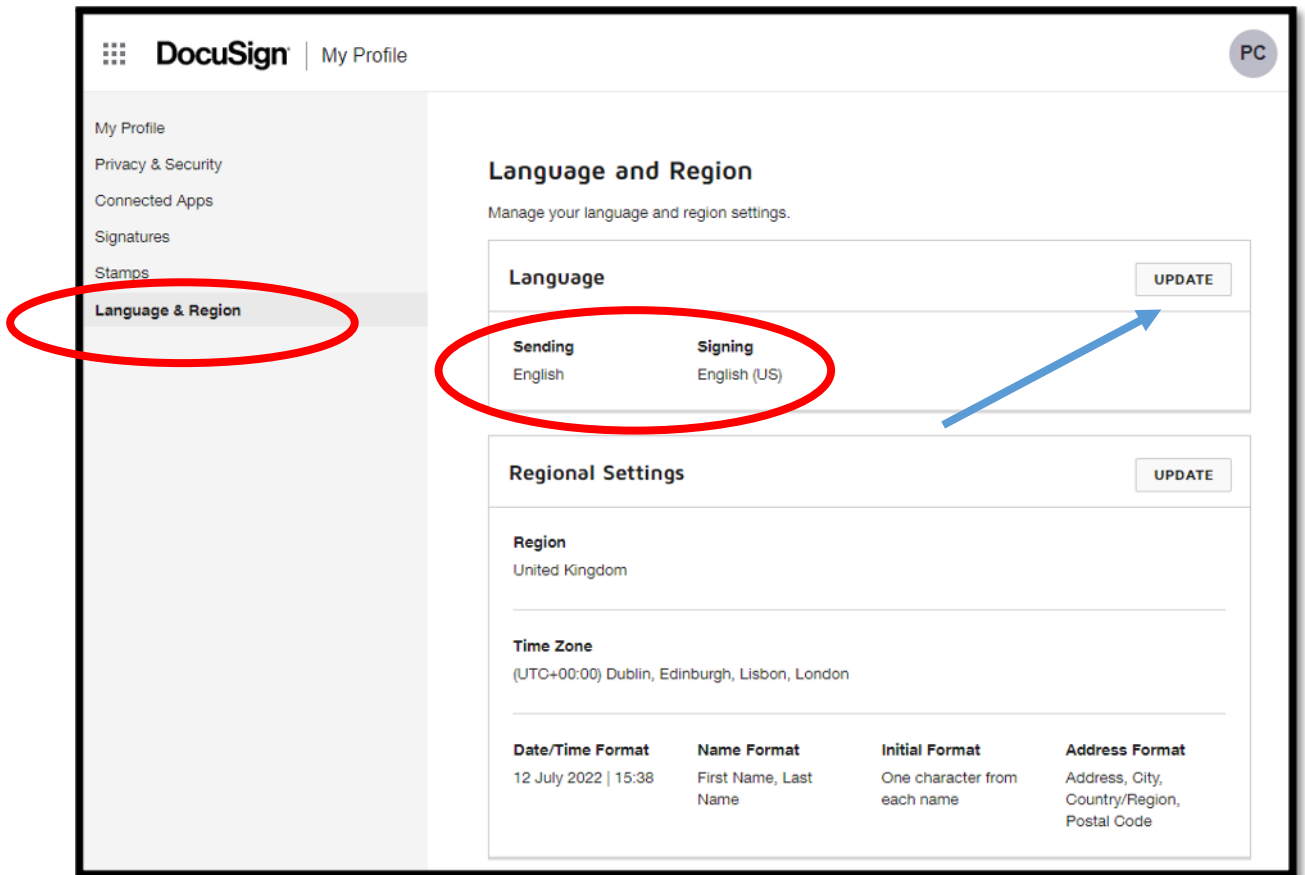 DocuSign My Profile PC
My Profile
Privacy & Security
Connected Apps
Signatures
Stamps
Language & Region
Language and Region
Manage your language and region settings.
Language UPDATE
Sending Signing
English English (US)
Regional Settings UPDATE
Region
United Kingdom
Time Zone
(UTC+00:00) Dublin, Edinburgh, Lisbon, London
Date/Time Format Name Format Initial Format Address Format
12 July 2022 | 15:38 First Name, Last One character from Address, City,
Name each name Country/Region,
Postal Code